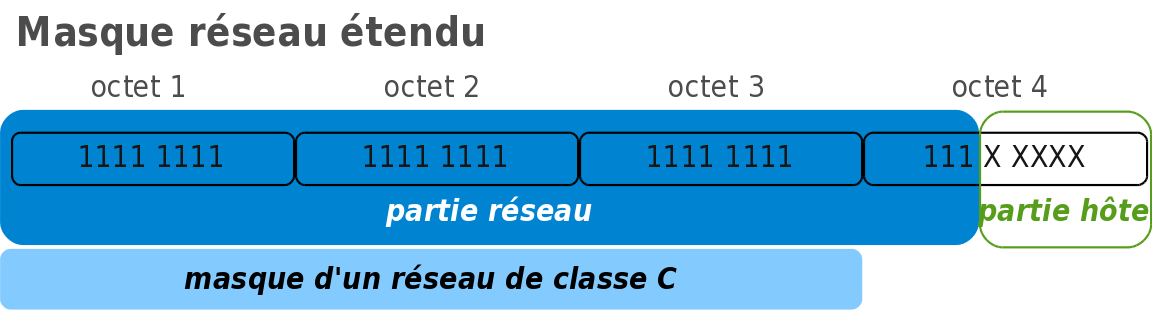 Masque réseau étendu
octet 1 octet 2 octet 3 octet 4
1111 1111 1111 1111 1111 1111 111 X XXXX
partie réseau partie hôte
masque d'un réseau de classe C